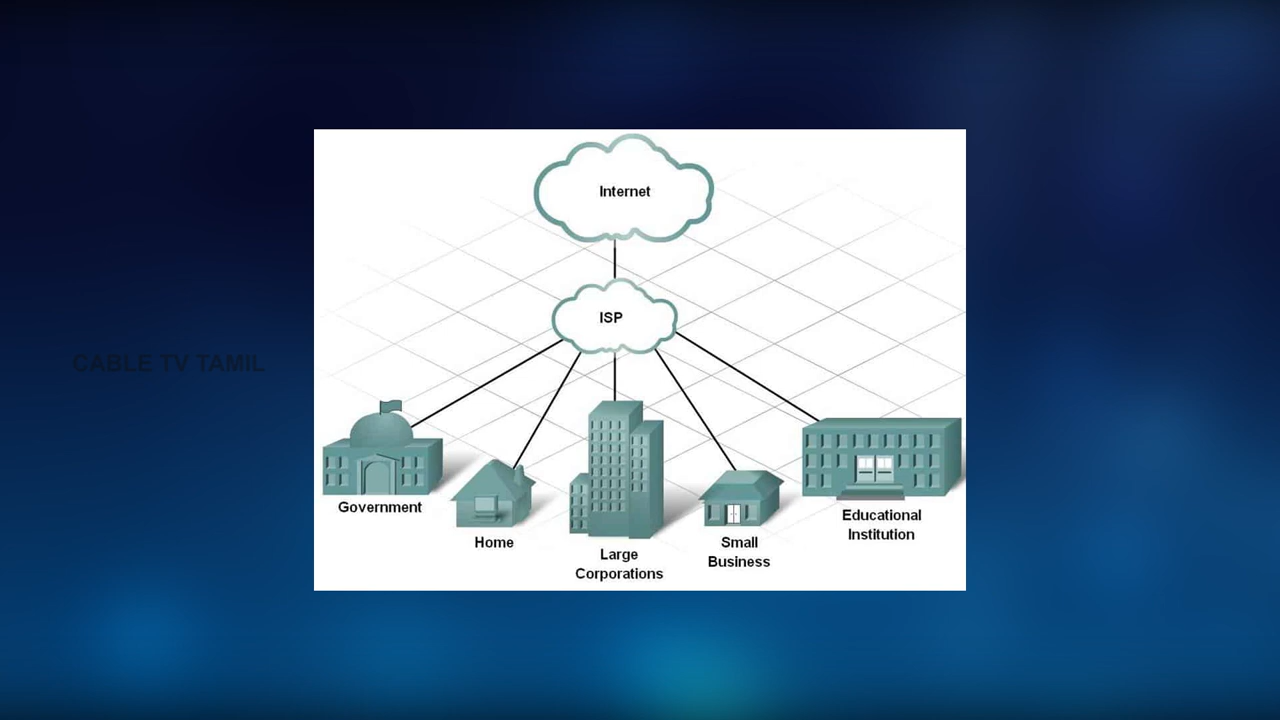 Internet
ISP
CABLE TV TAMIL
Government
Home
Large
Corporations
Small
Business
Educational
Institution